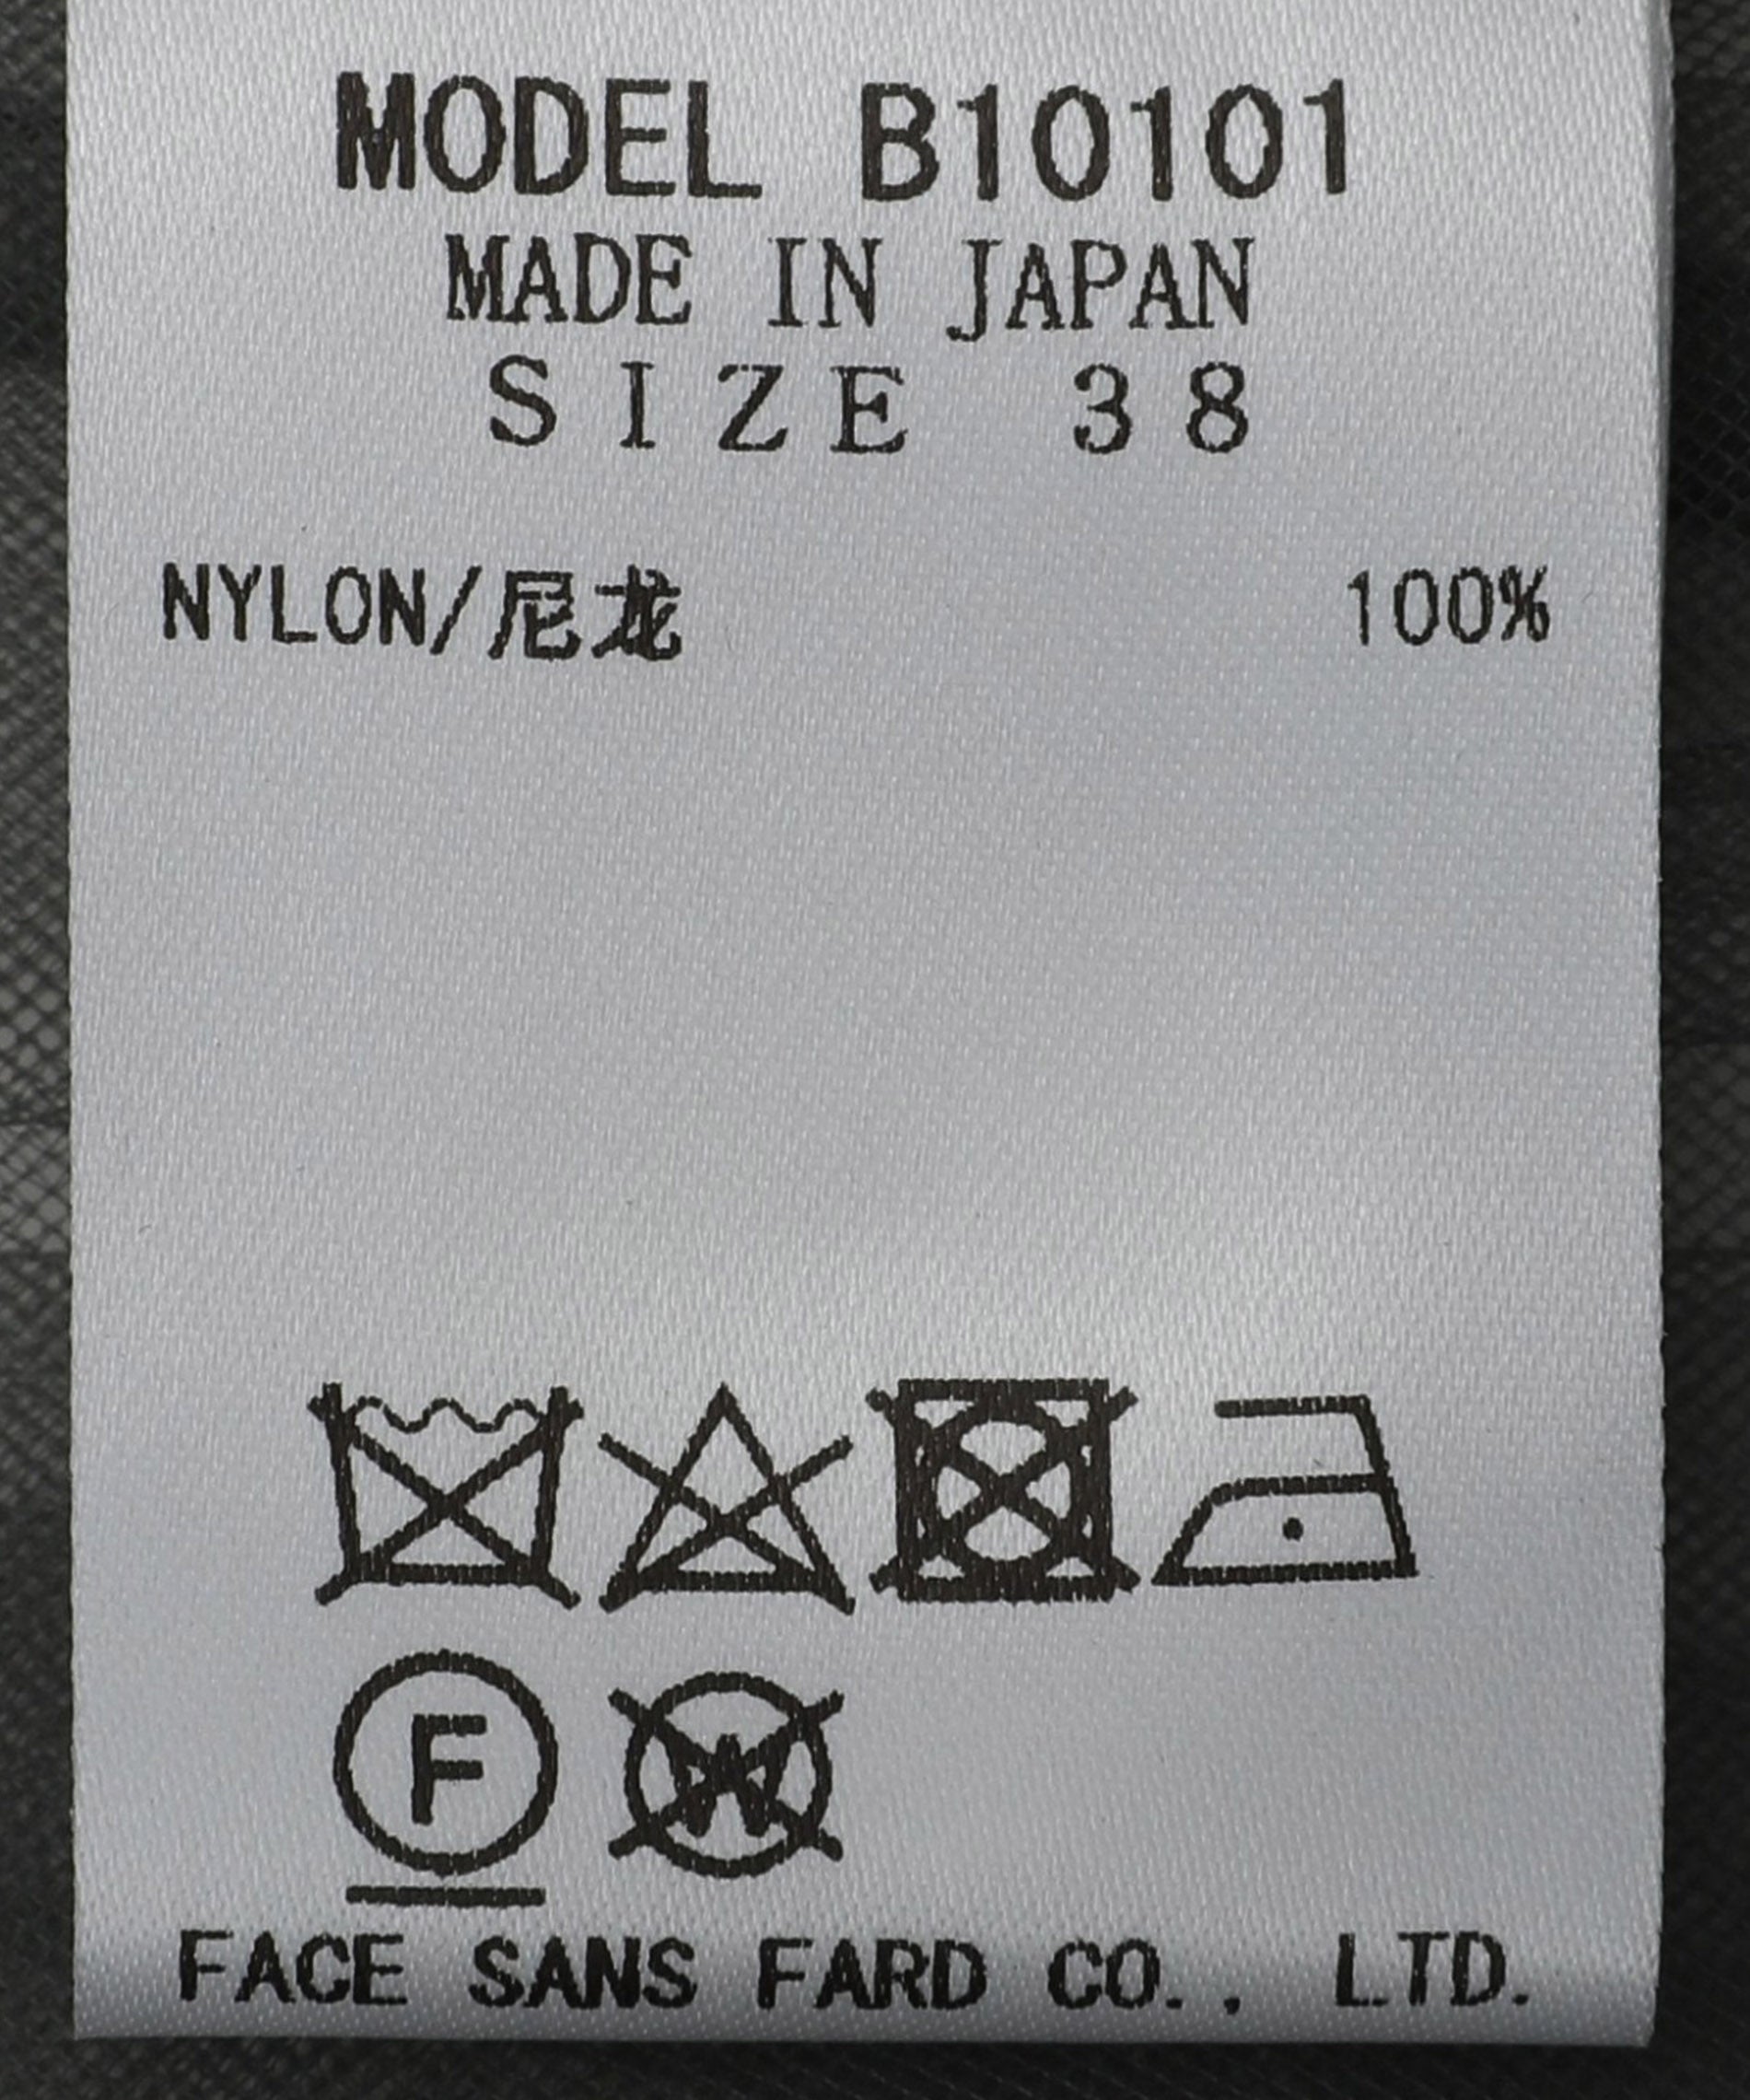 MODEL B10101
MADE IN JAPAN
SIZE 38
NYLON/尼龙 100%
F W
FACE SANS FARD CO., LTD.